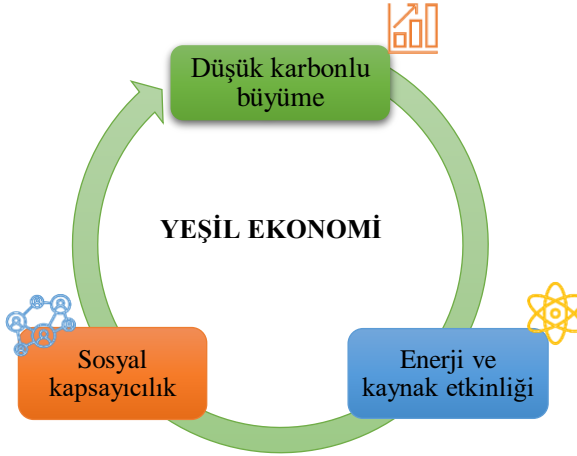 Düşük karbonlu
büyüme
YEŞİL EKONOMİ
Sosyal
kapsayıcılık
Enerji ve
kaynak etkinliği